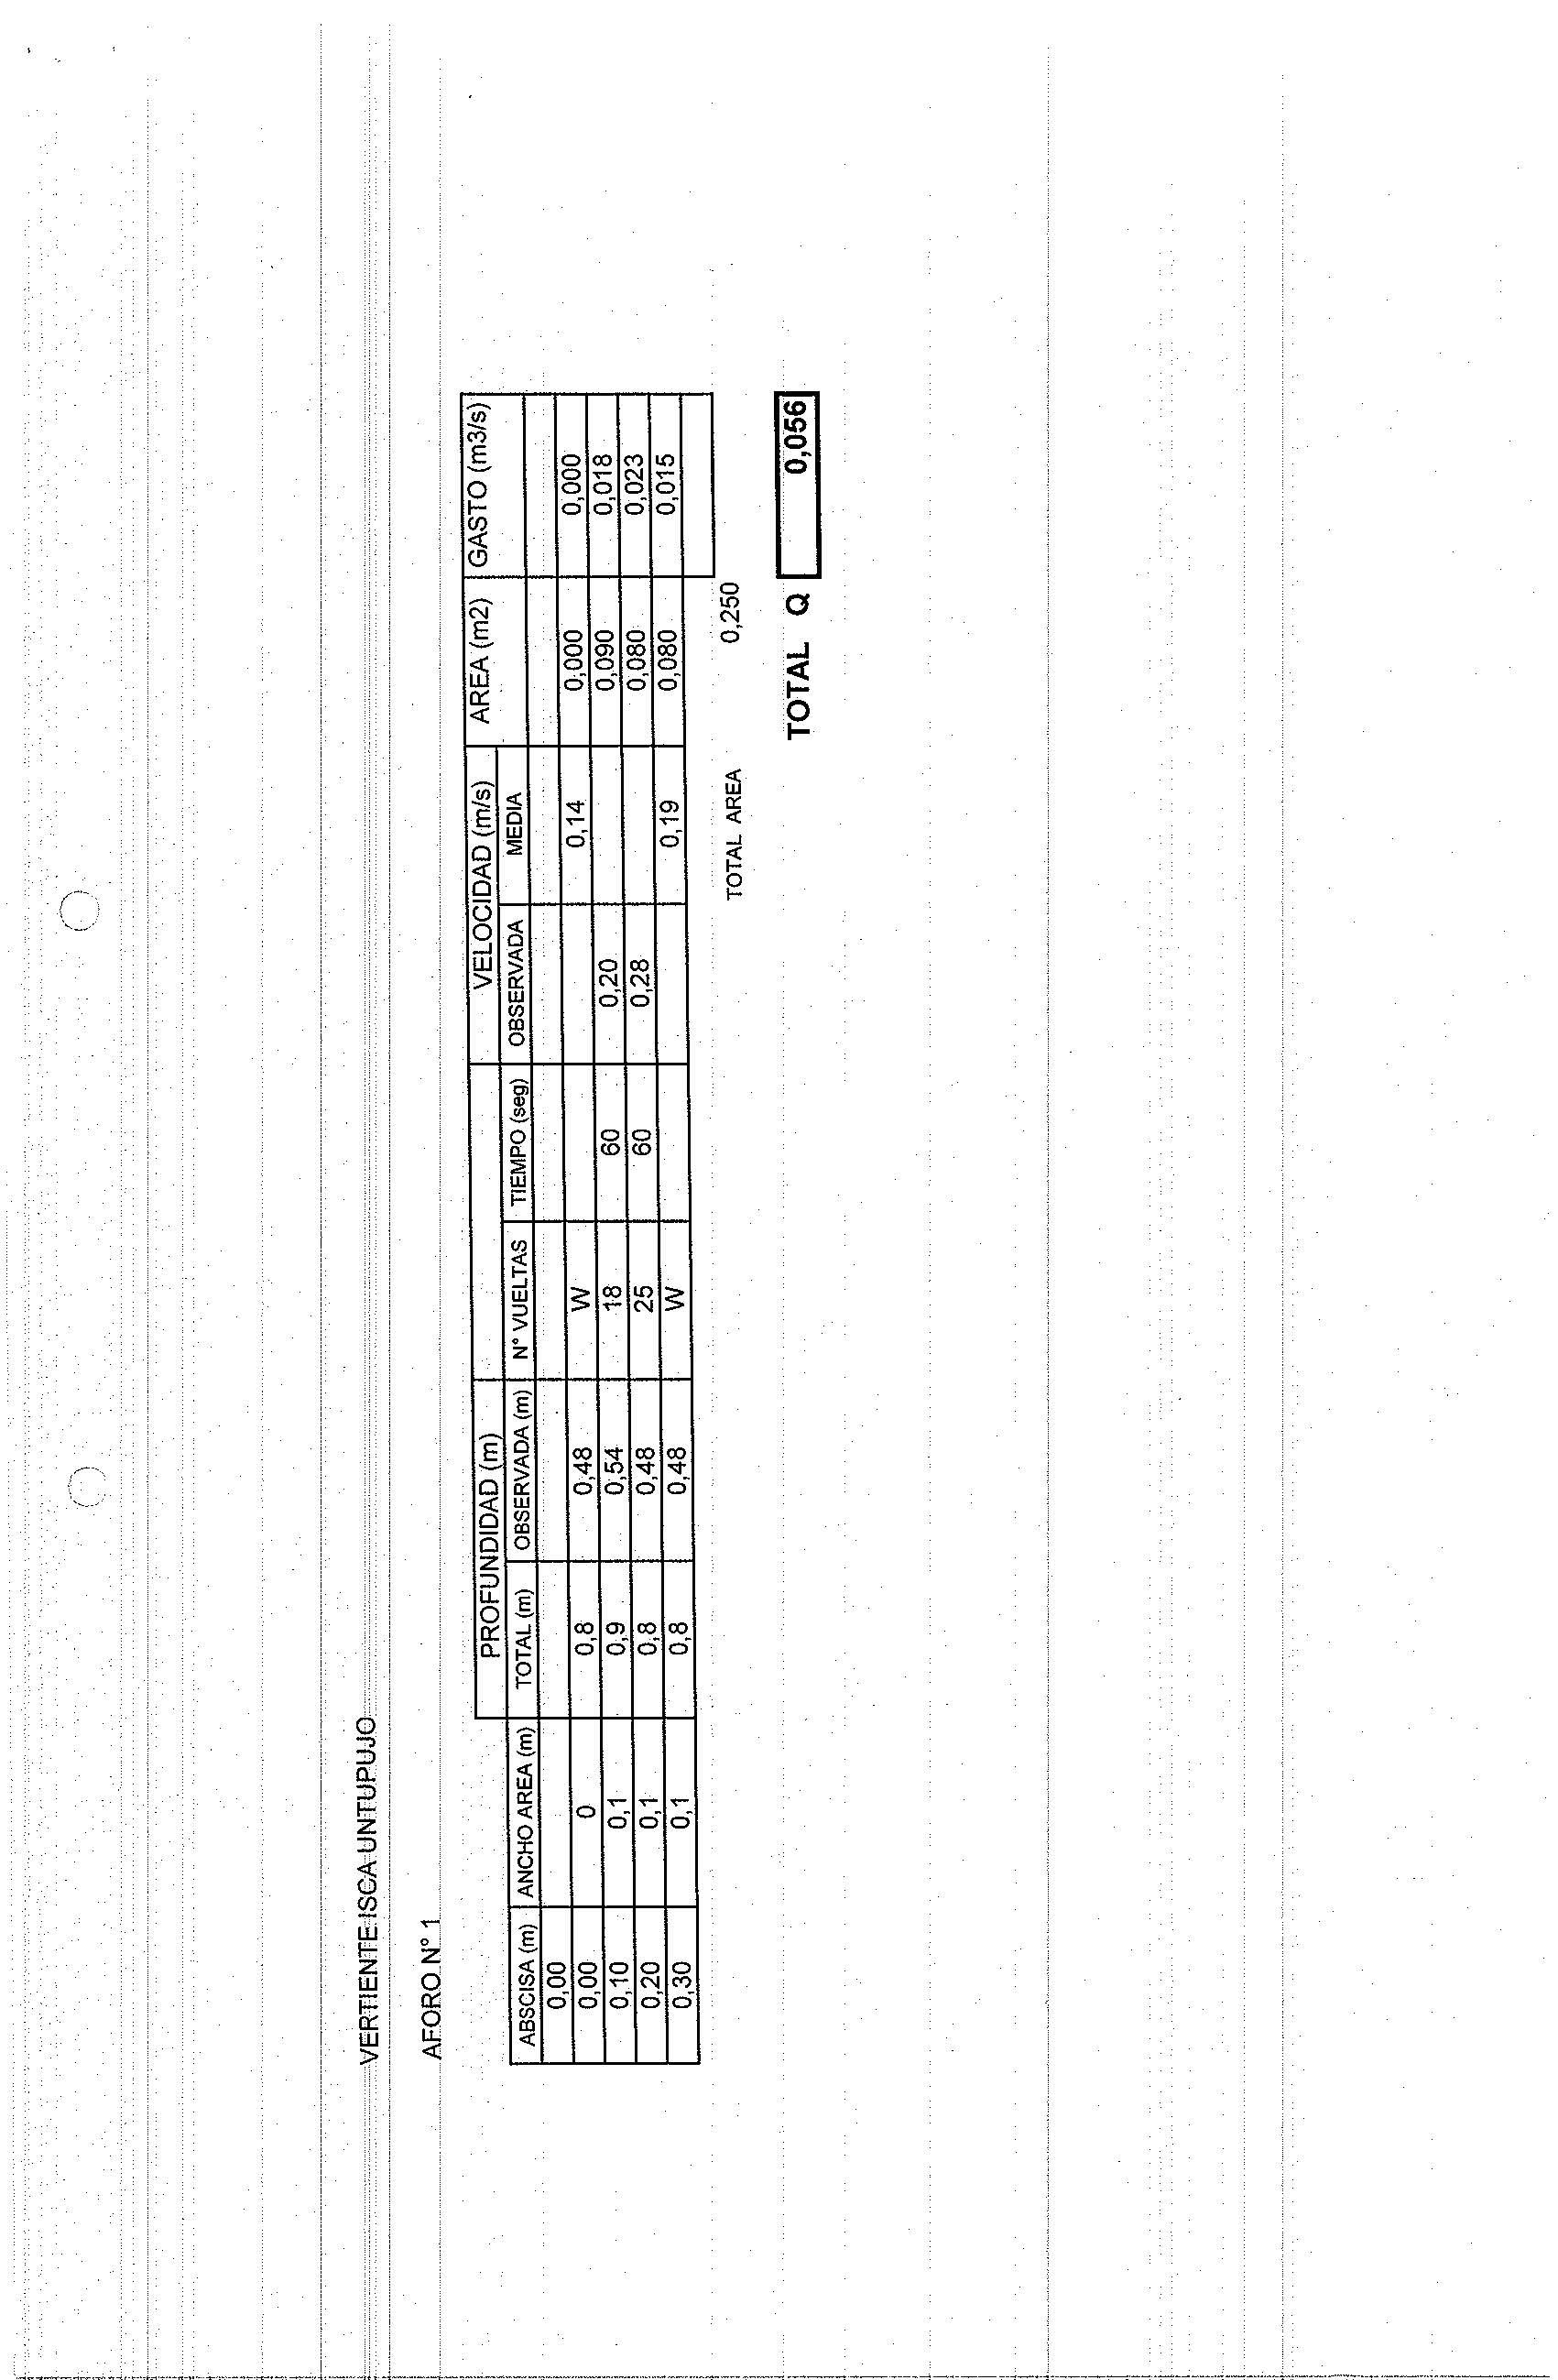 VERTIENTE ISCA UNTUPUJO
AFORO N° 1
PROFUNDIDAD (m) VELOCIDAD (m/s) AREA (m2) GASTO (m3/s)
ABSCISA (m) ANCHO AREA (m) TOTAL (m) OBSERVADA (m) N° VUELTAS TIEMPO (seg) OBSERVADA MEDIA
0,00
0,00 0 0,8 0,48 W 0,14 0,000 0,000
0,10 0,1 0,9 0,54 18 60 0,20 0,090 0,018
0,20 0,1 0,8 0,48 25 60 0,28 0,080 0,023
0,30 0,1 0,8 0,48 W 0,19 0,080 0,015
TOTAL AREA 0,250
TOTAL Q 0,056